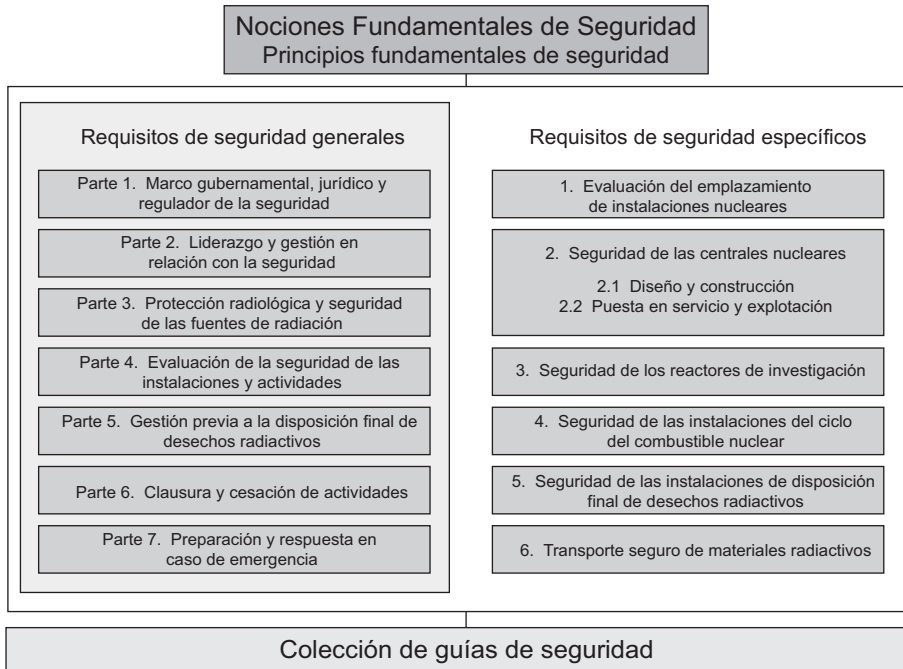 Nociones Fundamentales de Seguridad
Principios fundamentales de seguridad
Requisitos de seguridad generales
Parte 1. Marco gubernamental, jurídico y
regulador de la seguridad
Parte 2. Liderazgo y gestión en
relación con la seguridad
Parte 3. Protección radiológica y seguridad
de las fuentes de radiación
Parte 4. Evaluación de la seguridad de las
instalaciones y actividades
Parte 5. Gestión previa a la disposición final de
desechos radiactivos
Parte 6. Clausura y cesación de actividades
Parte 7. Preparación y respuesta en
caso de emergencia
Requisitos de seguridad específicos
1. Evaluación del emplazamiento
de instalaciones nucleares
2. Seguridad de las centrales nucleares
2.1 Diseño y construcción
2.2 Puesta en servicio y explotación
3. Seguridad de los reactores de investigación
4. Seguridad de las instalaciones del ciclo
del combustible nuclear
5. Seguridad de las instalaciones de disposición
final de desechos radiactivos
6. Transporte seguro de materiales radiactivos
Colección de guías de seguridad